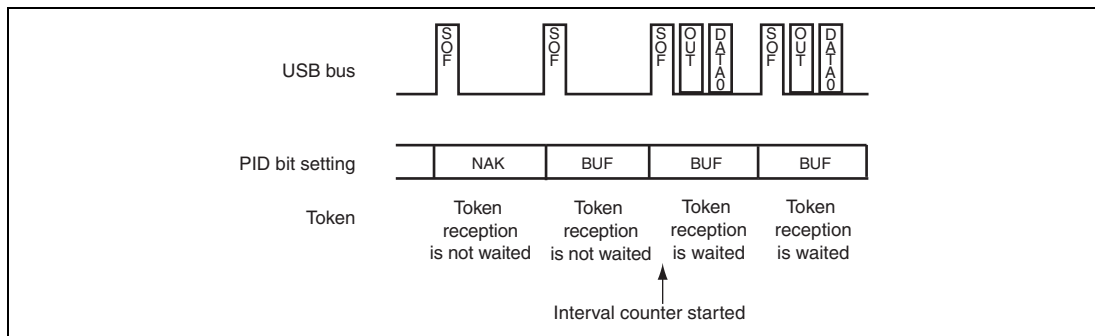 USB bus
SOF
SOF
SOF
OUT
DATA0
SOF
OUT
DATA0
PID bit setting
NAK
BUF
BUF
BUF
Token
Token
reception
is not waited
Token
reception
is not waited
Token
reception
is waited
Token
reception
is waited
Interval counter started